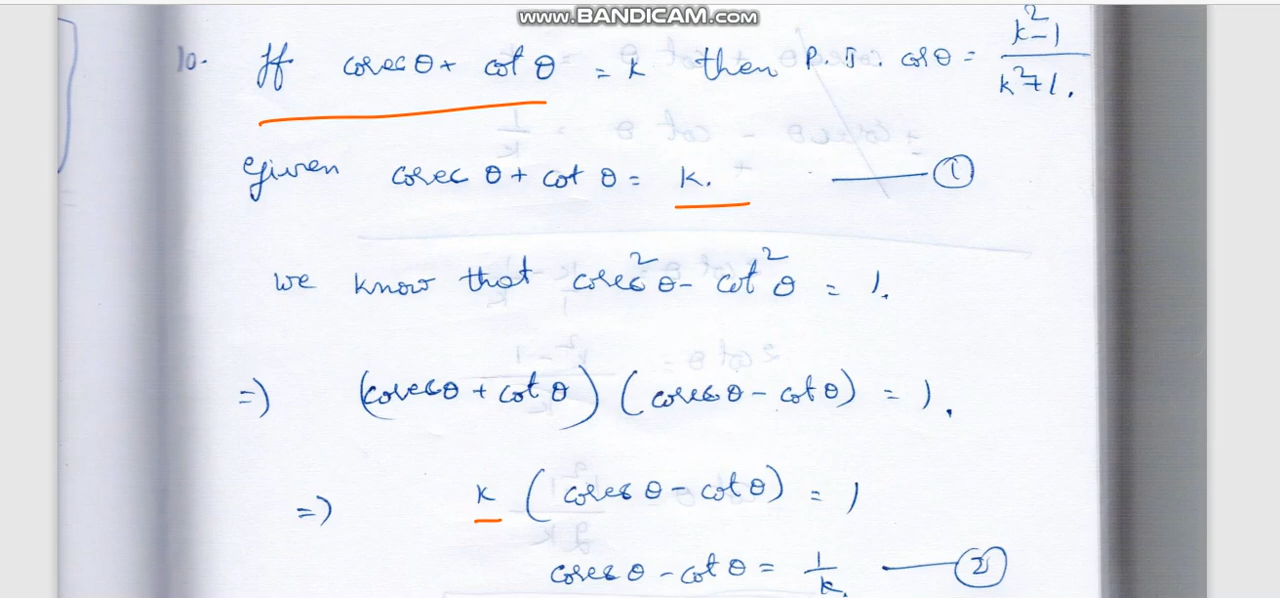 www.BANDICAM.com
10. If cosec θ + cot θ = k then P.T. cos θ = k²-1 / k²+1.
Given cosec θ + cot θ = k. ——— ①
we know that cosec²θ - cot²θ = 1.
⇒) (cosec θ + cot θ) (cosec θ - cot θ) = 1.
⇒) k (cosec θ - cot θ) = 1
cosec θ - cot θ = 1/k. ——— ②